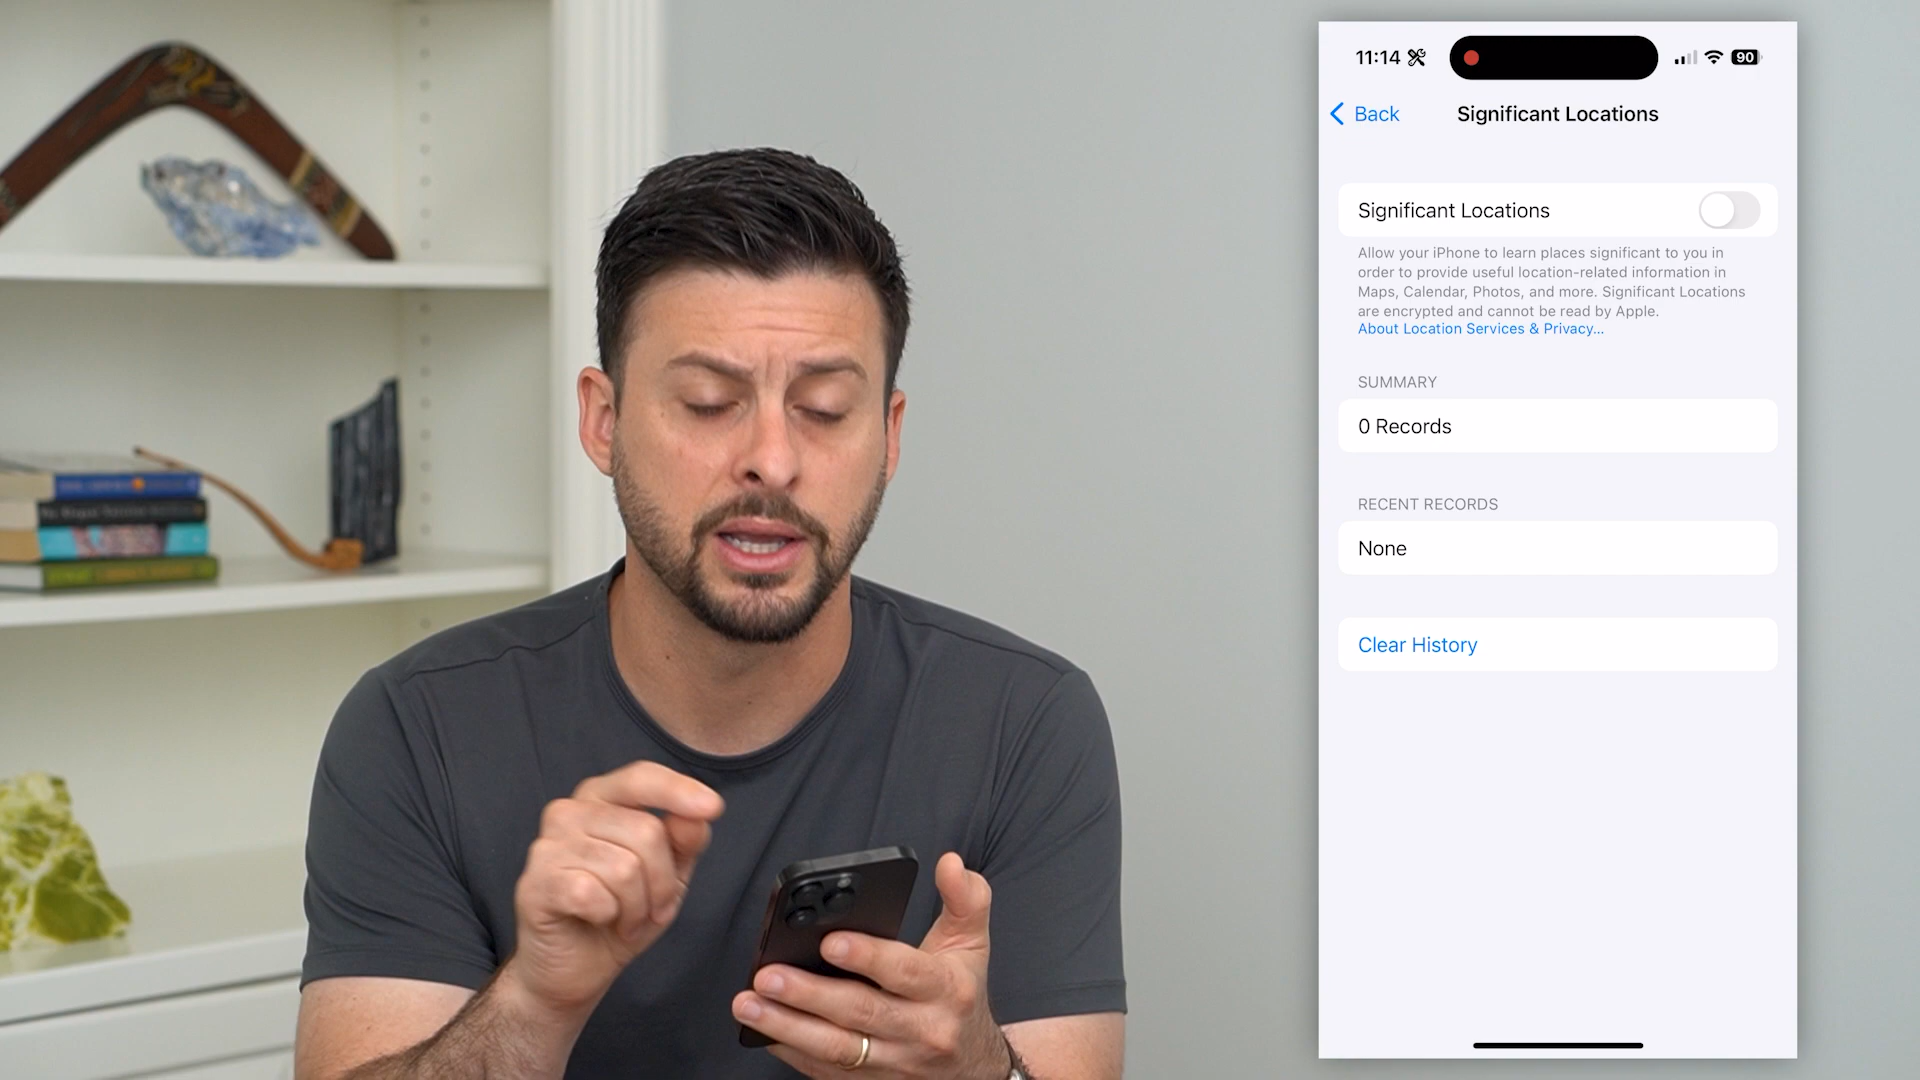 11:14
90
Back
Significant Locations
Significant Locations
Allow your iPhone to learn places significant to you in
order to provide useful location-related information in
Maps, Calendar, Photos, and more. Significant Locations
are encrypted and cannot be read by Apple.
About Location Services & Privacy...
SUMMARY
0 Records
RECENT RECORDS
None
Clear History